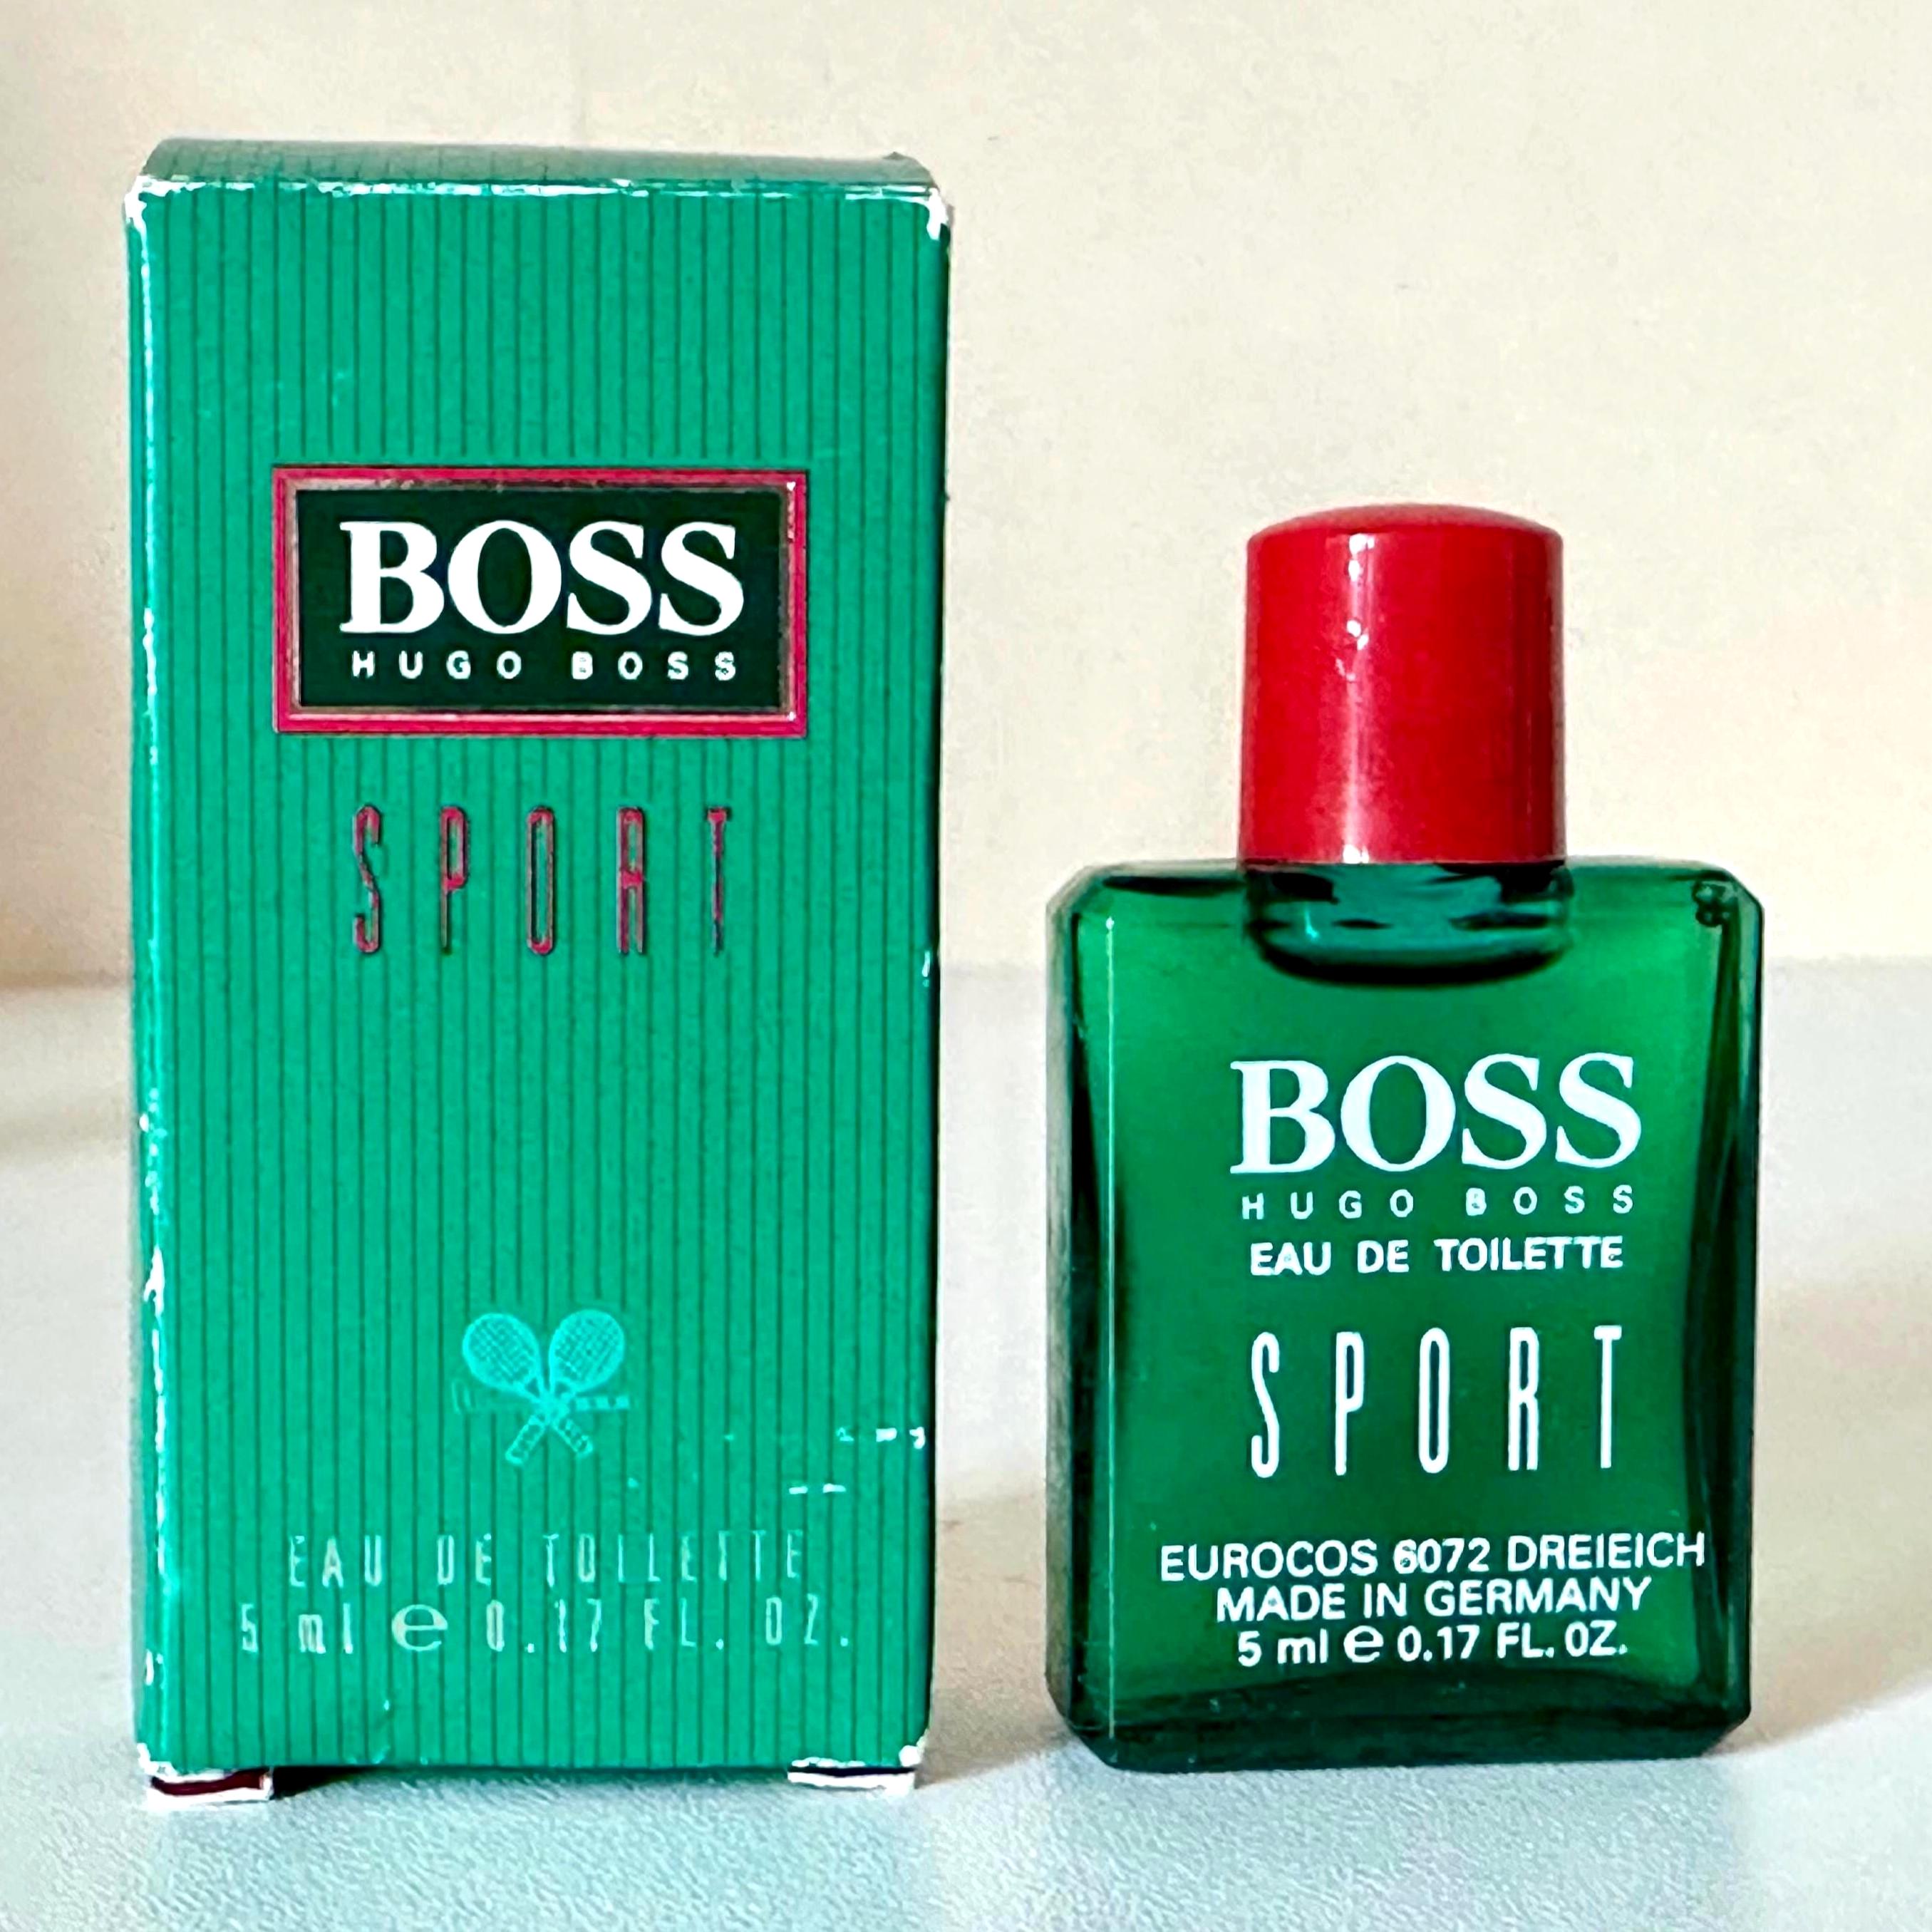 BOSS
HUGO BOSS
SPORT
EAU DE TOILETTE
5 ml e 0.17 FL. OZ.
BOSS
HUGO BOSS
EAU DE TOILETTE
SPORT
EUROCOS 6072 DREIEICH
MADE IN GERMANY
5 ml e 0.17 FL. OZ.